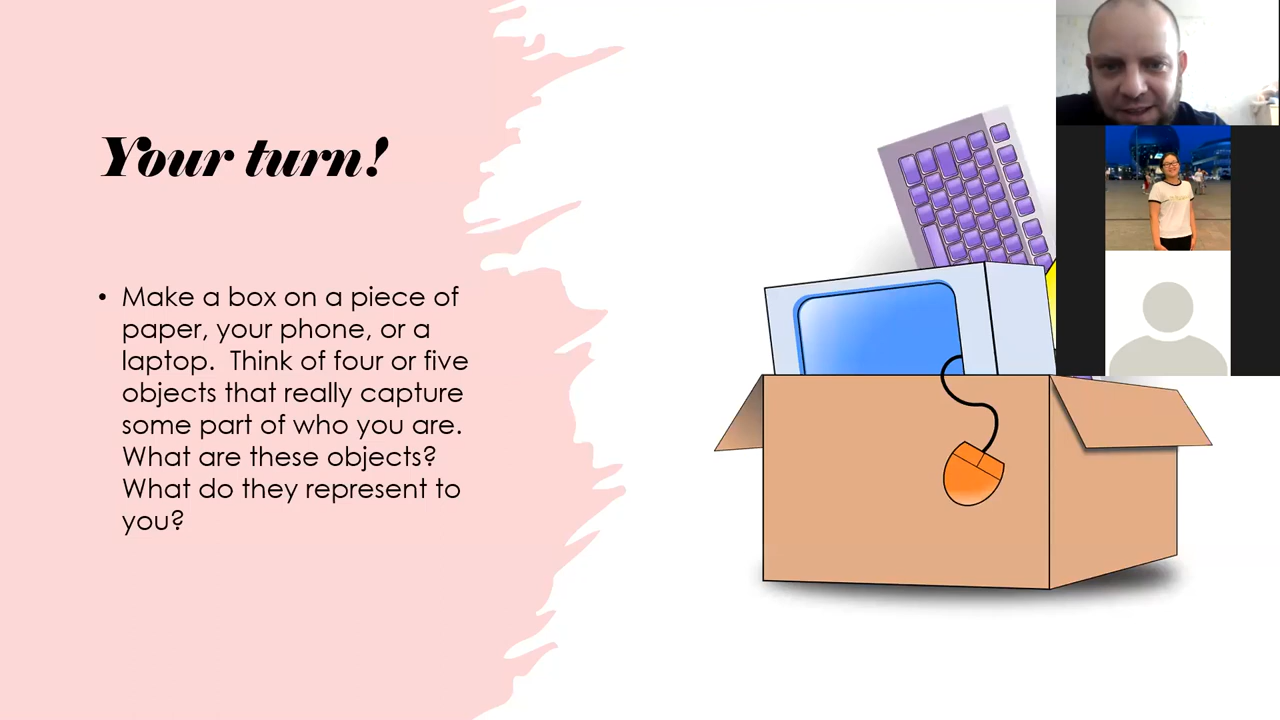 Your turn!
• Make a box on a piece of
paper, your phone, or a
laptop.  Think of four or five
objects that really capture
some part of who you are.
What are these objects?
What do they represent to
you?